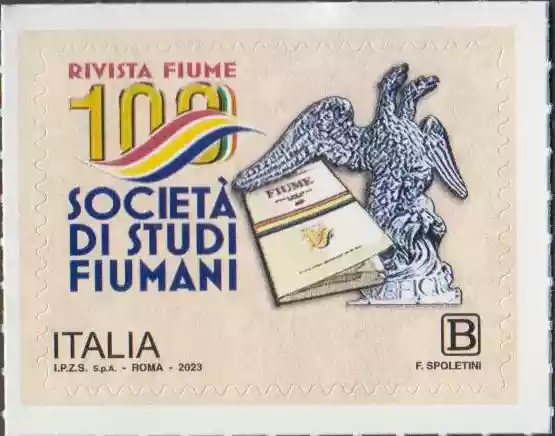 RIVISTA FIUME
100
SOCIETÀ
DI STUDI
FIUMANI
FIUME
ITALIA
I.P.Z.S. S.p.A. - ROMA - 2023
B
F. SPOLETINI